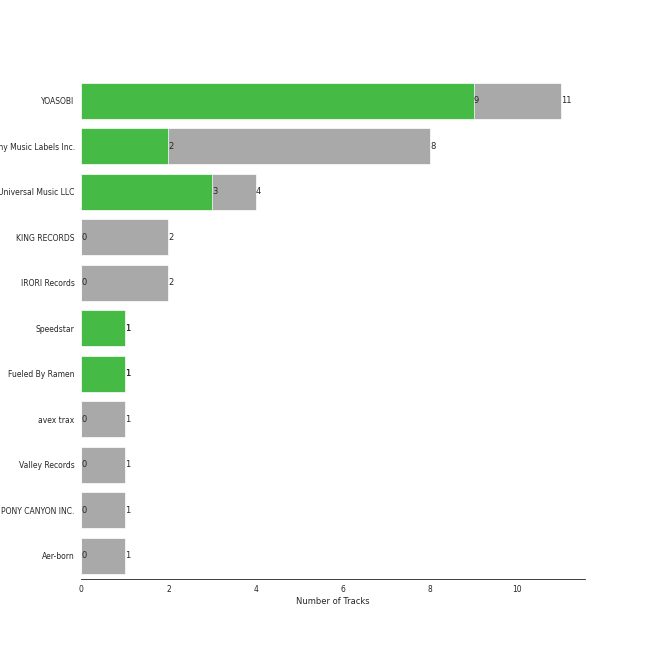 YOASOBI 9 11
ny Music Labels Inc. 2 8
Universal Music LLC 3 4
KING RECORDS 0 2
IRORI Records 0 2
Speedstar 1
Fueled By Ramen 1
avex trax 0 1
Valley Records 0 1
PONY CANYON INC. 0 1
Aer-born 0 1
0 2 4 6 8 10
Number of Tracks